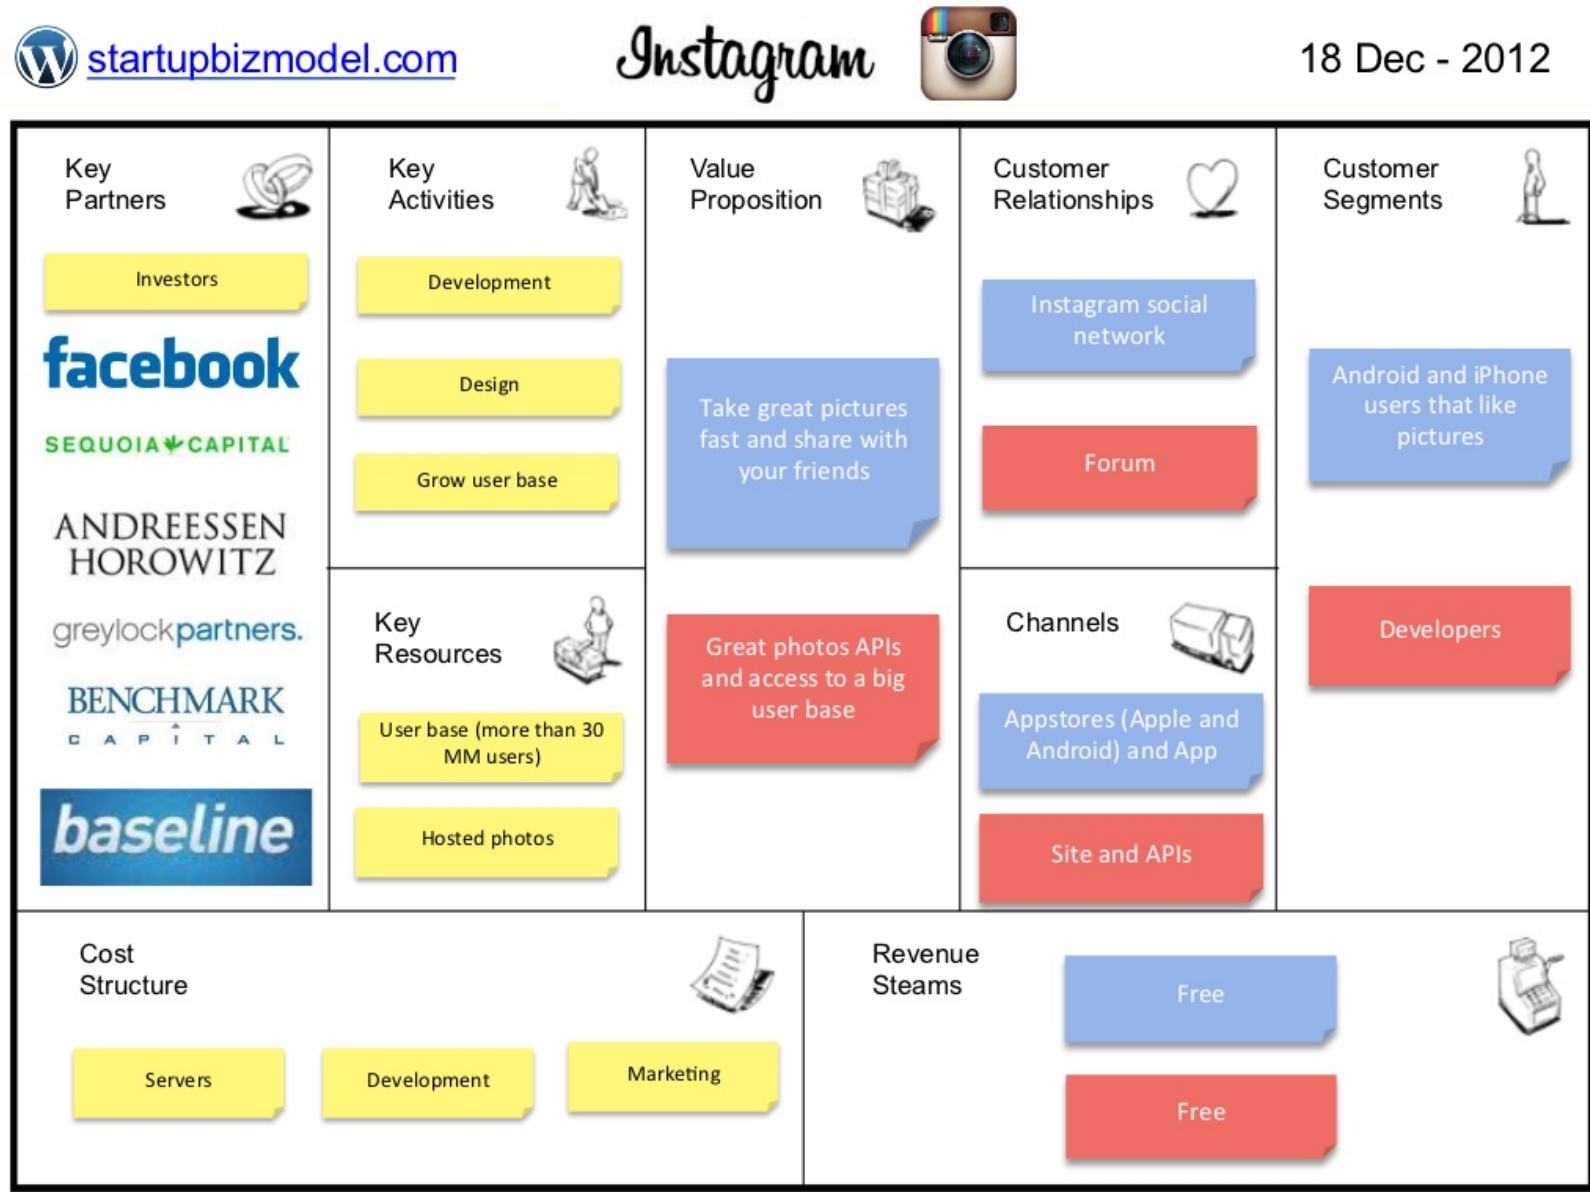 startupbizmodel.com
Instagram
18 Dec - 2012
Key
Partners
Investors
facebook
SEQUOIA CAPITAL
ANDREESSEN
HOROWITZ
greylockpartners.
BENCHMARK
CAPITAL
baseline
Key
Activities
Development
Design
Grow user base
Key
Resources
User base (more than 30
MM users)
Hosted photos
Value
Proposition
Take great pictures
fast and share with
your friends
Great photos APIs
and access to a big
user base
Customer
Relationships
Instagram social
network
Forum
Channels
Appstores (Apple and
Android) and App
Site and APIs
Customer
Segments
Android and iPhone
users that like
pictures
Developers
Cost
Structure
Servers
Development
Marketing
Revenue
Steams
Free
Free